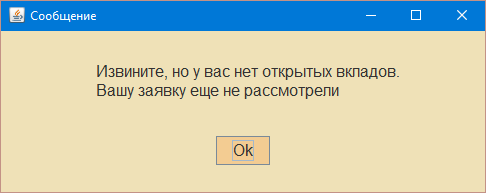 Сообщение
Извините, но у вас нет открытых вкладов.
Вашу заявку еще не рассмотрели
Ok